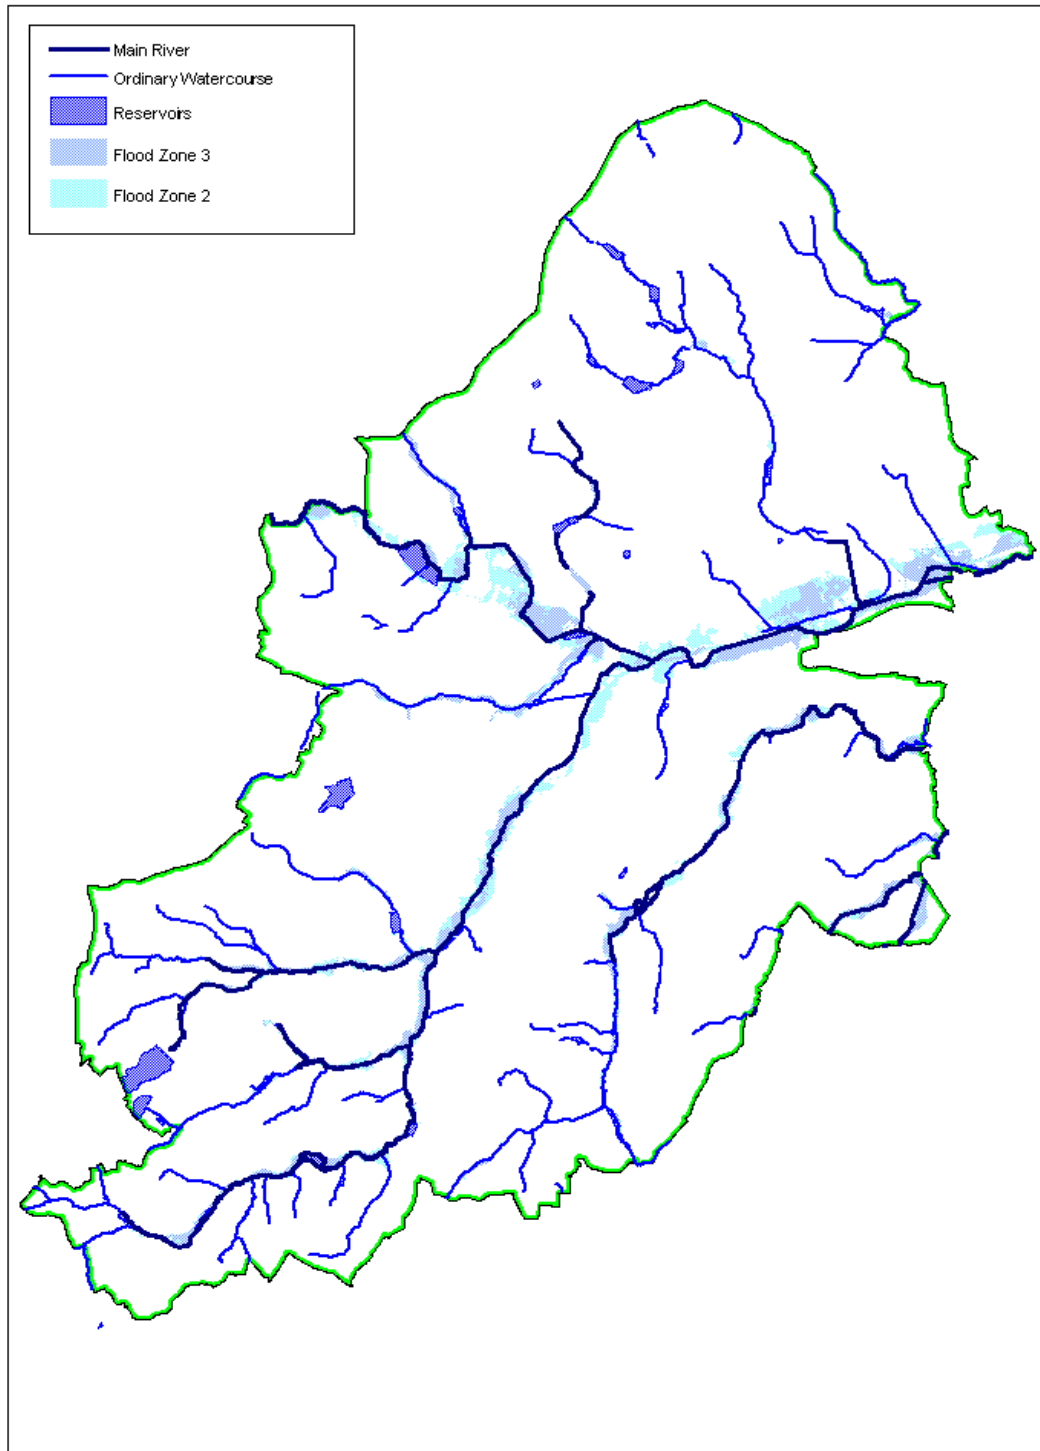 Main River
Ordinary Watercourse
Reservoirs
Flood Zone 3
Flood Zone 2